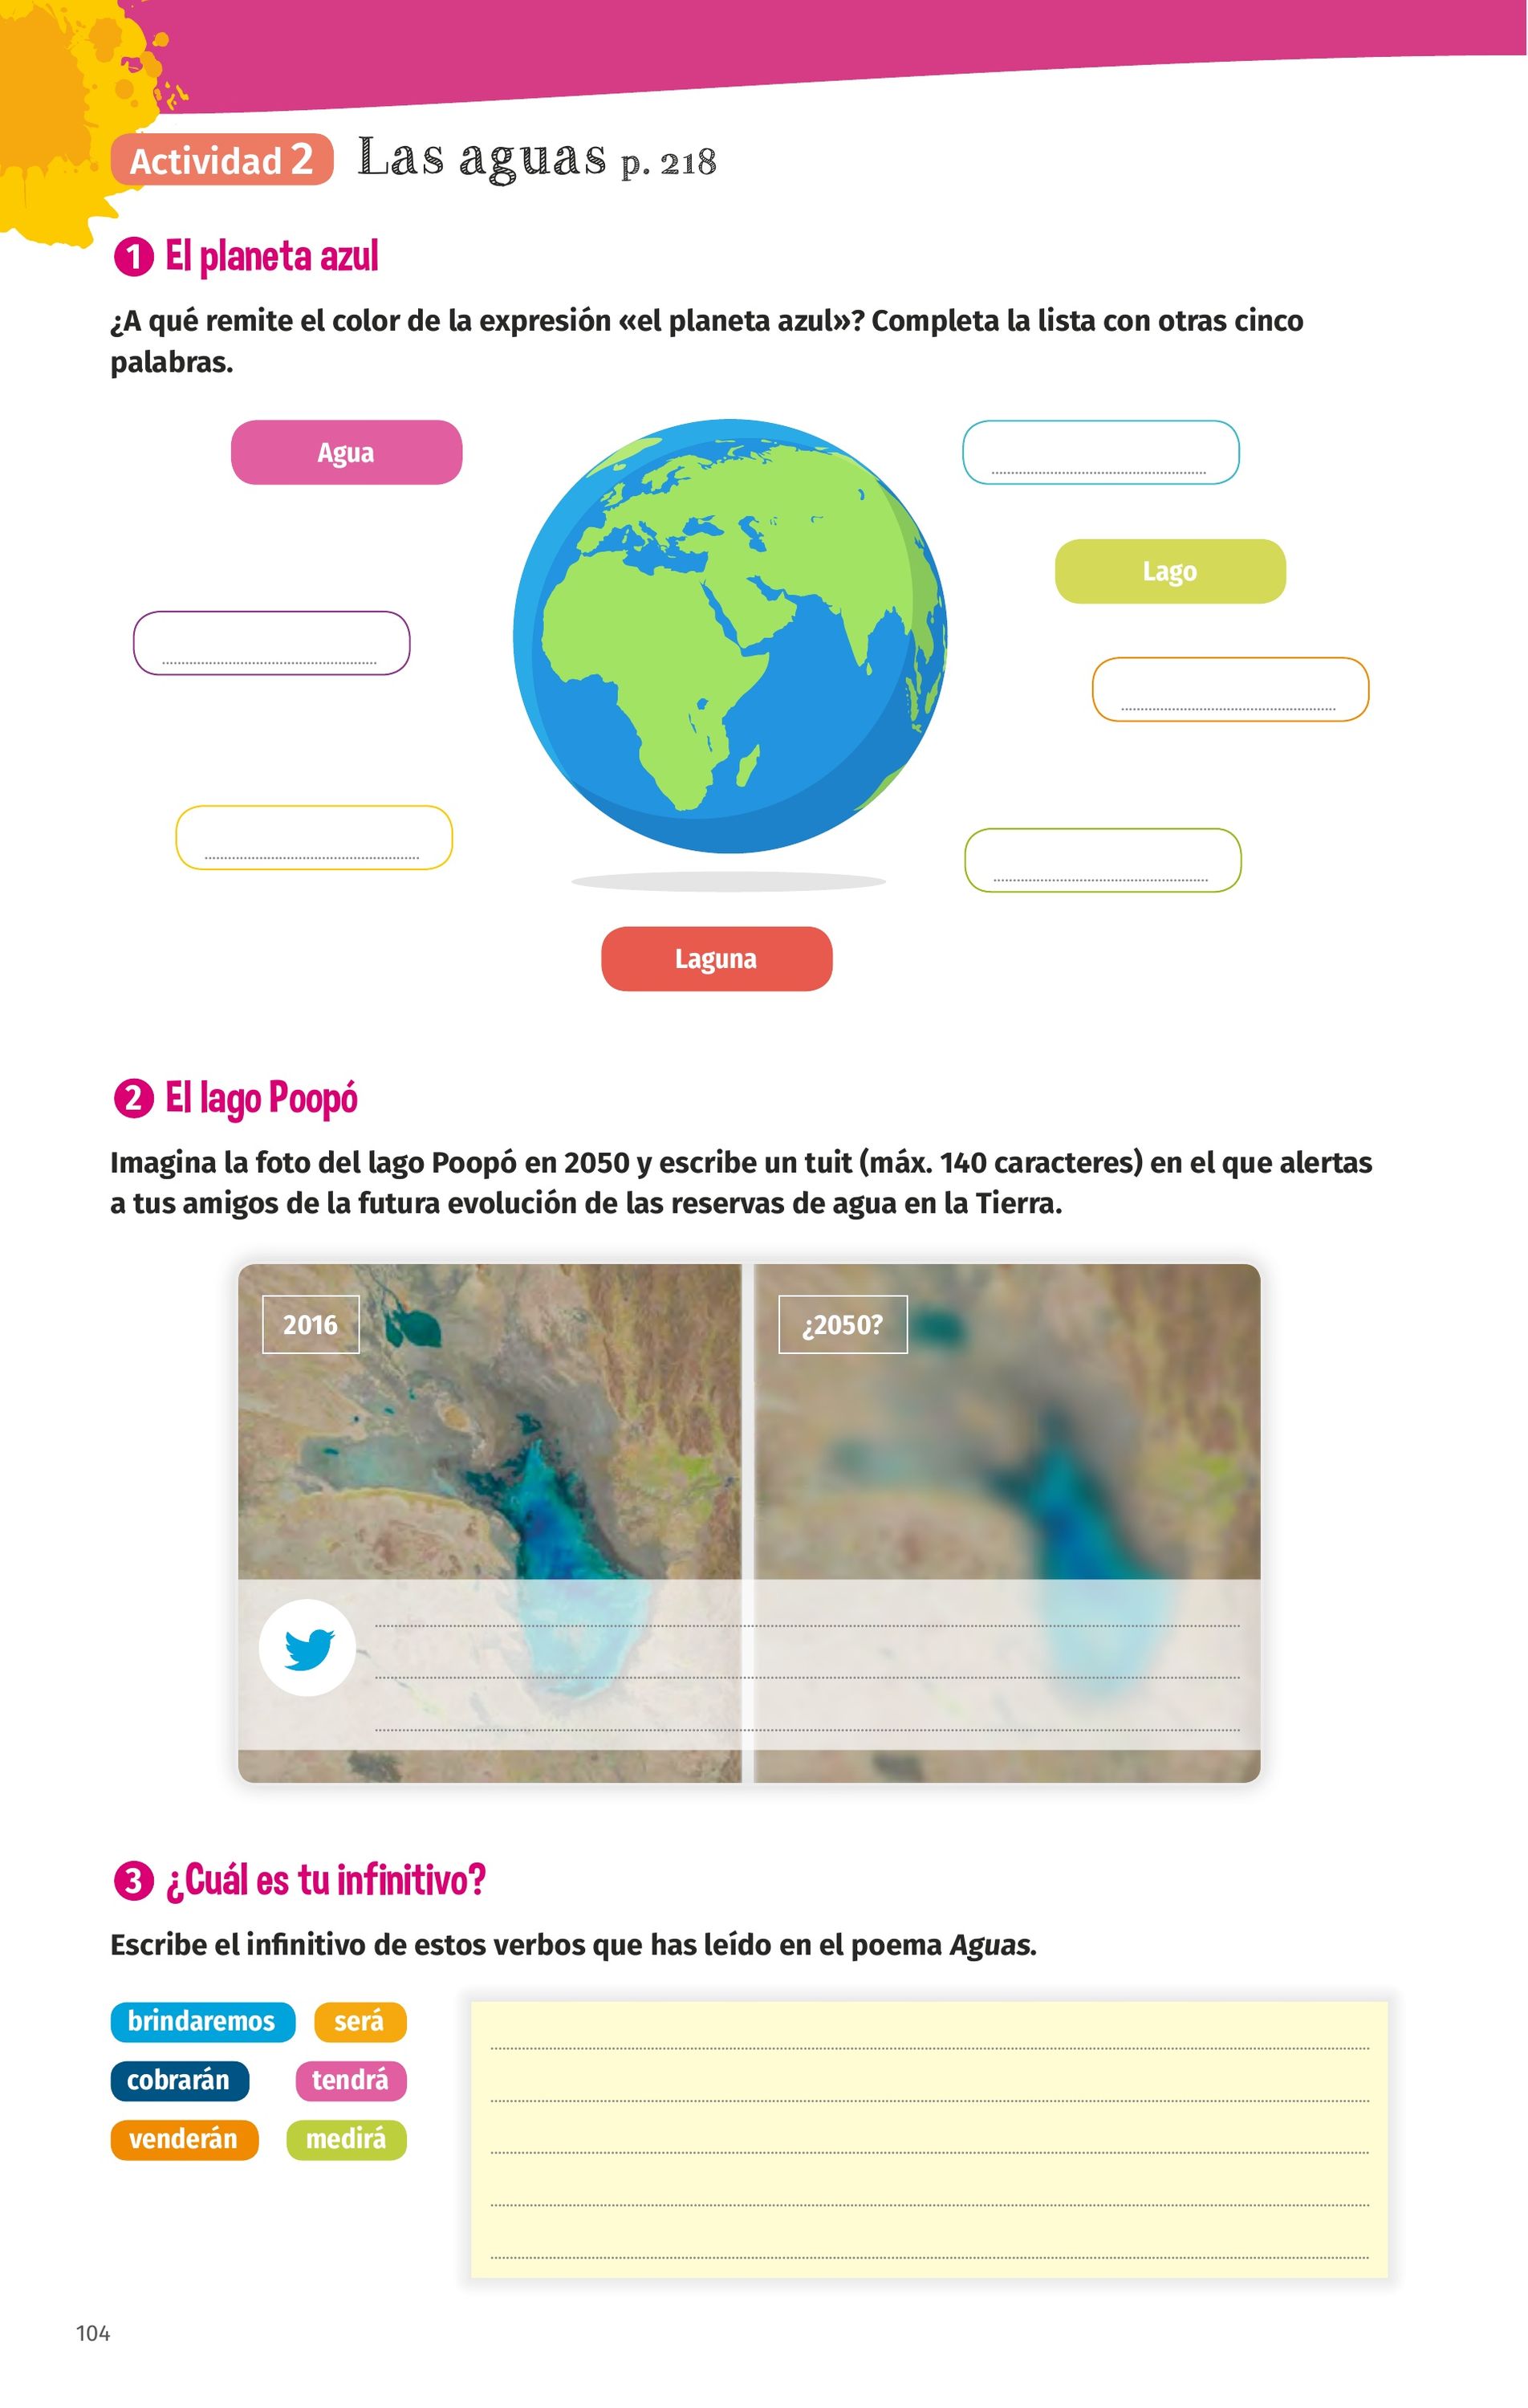 Actividad 2 Las aguas p. 218
1 El planeta azul
¿A qué remite el color de la expresión «el planeta azul»? Completa la lista con otras cinco
palabras.
Agua
Lago
Laguna
2 El lago Poopó
Imagina la foto del lago Poopó en 2050 y escribe un tuit (máx. 140 caracteres) en el que alertas
a tus amigos de la futura evolución de las reservas de agua en la Tierra.
2016
¿2050?
3 ¿Cuál es tu infinitivo?
Escribe el infinitivo de estos verbos que has leído en el poema Aguas.
brindaremos será
cobrarán tendrá
venderán medirá
104